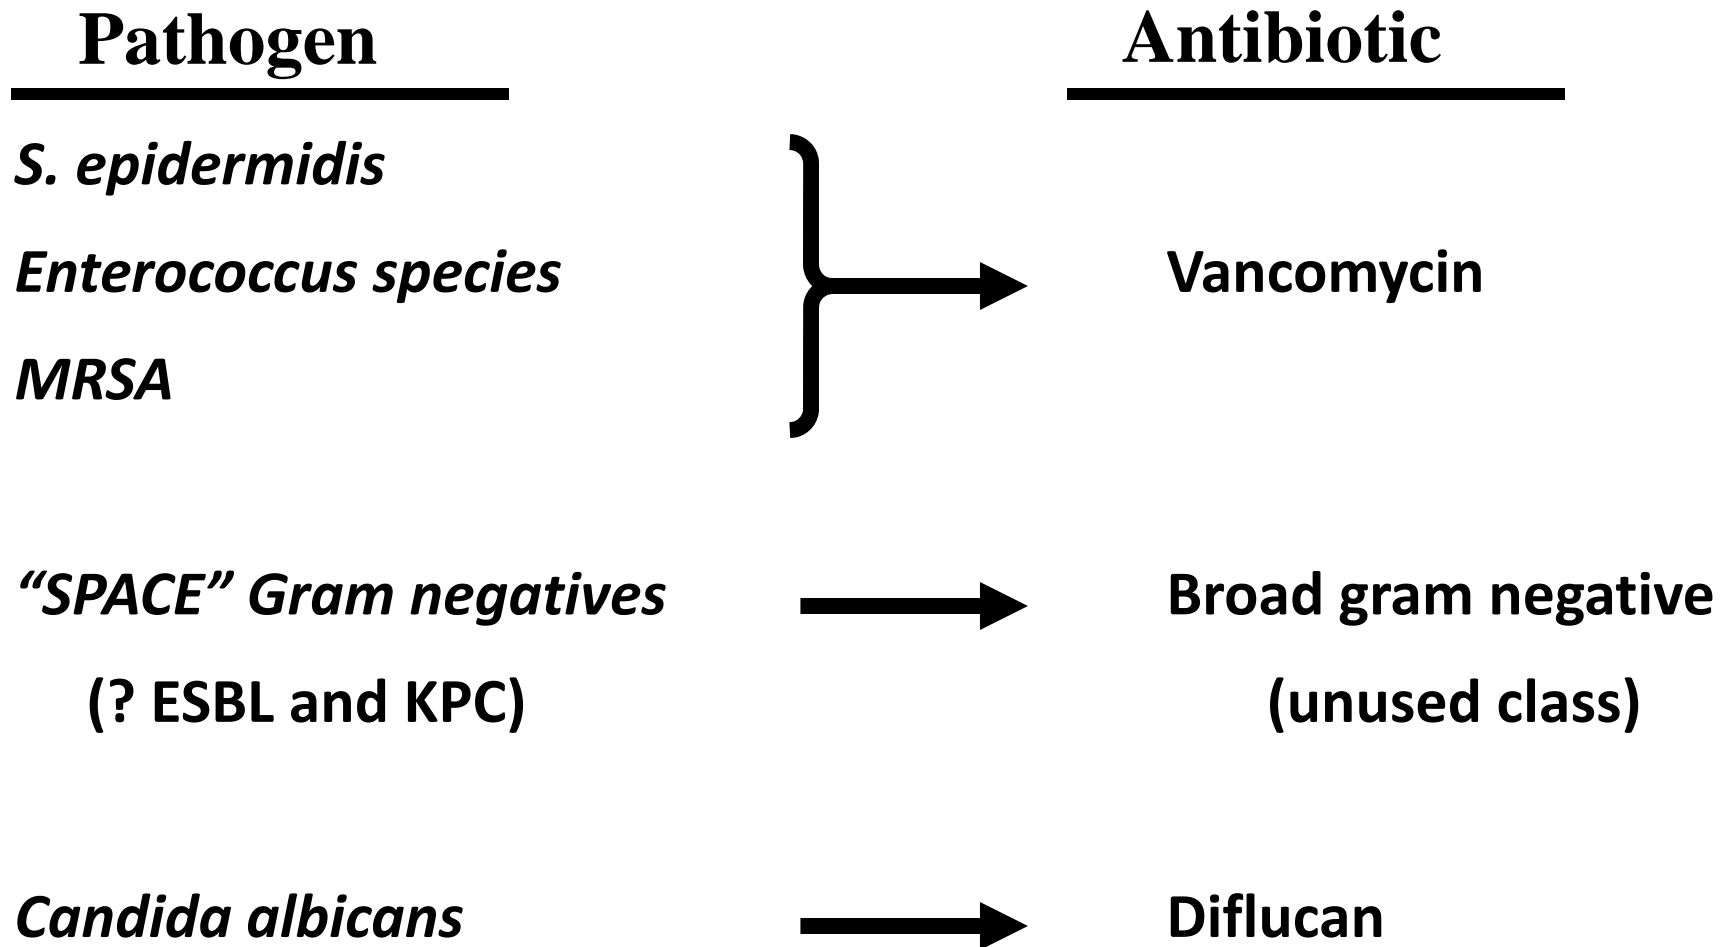 Pathogen Antibiotic
S. epidermidis
Enterococcus species Vancomycin
MRSA
“SPACE” Gram negatives Broad gram negative
(? ESBL and KPC) (unused class)
Candida albicans Diflucan